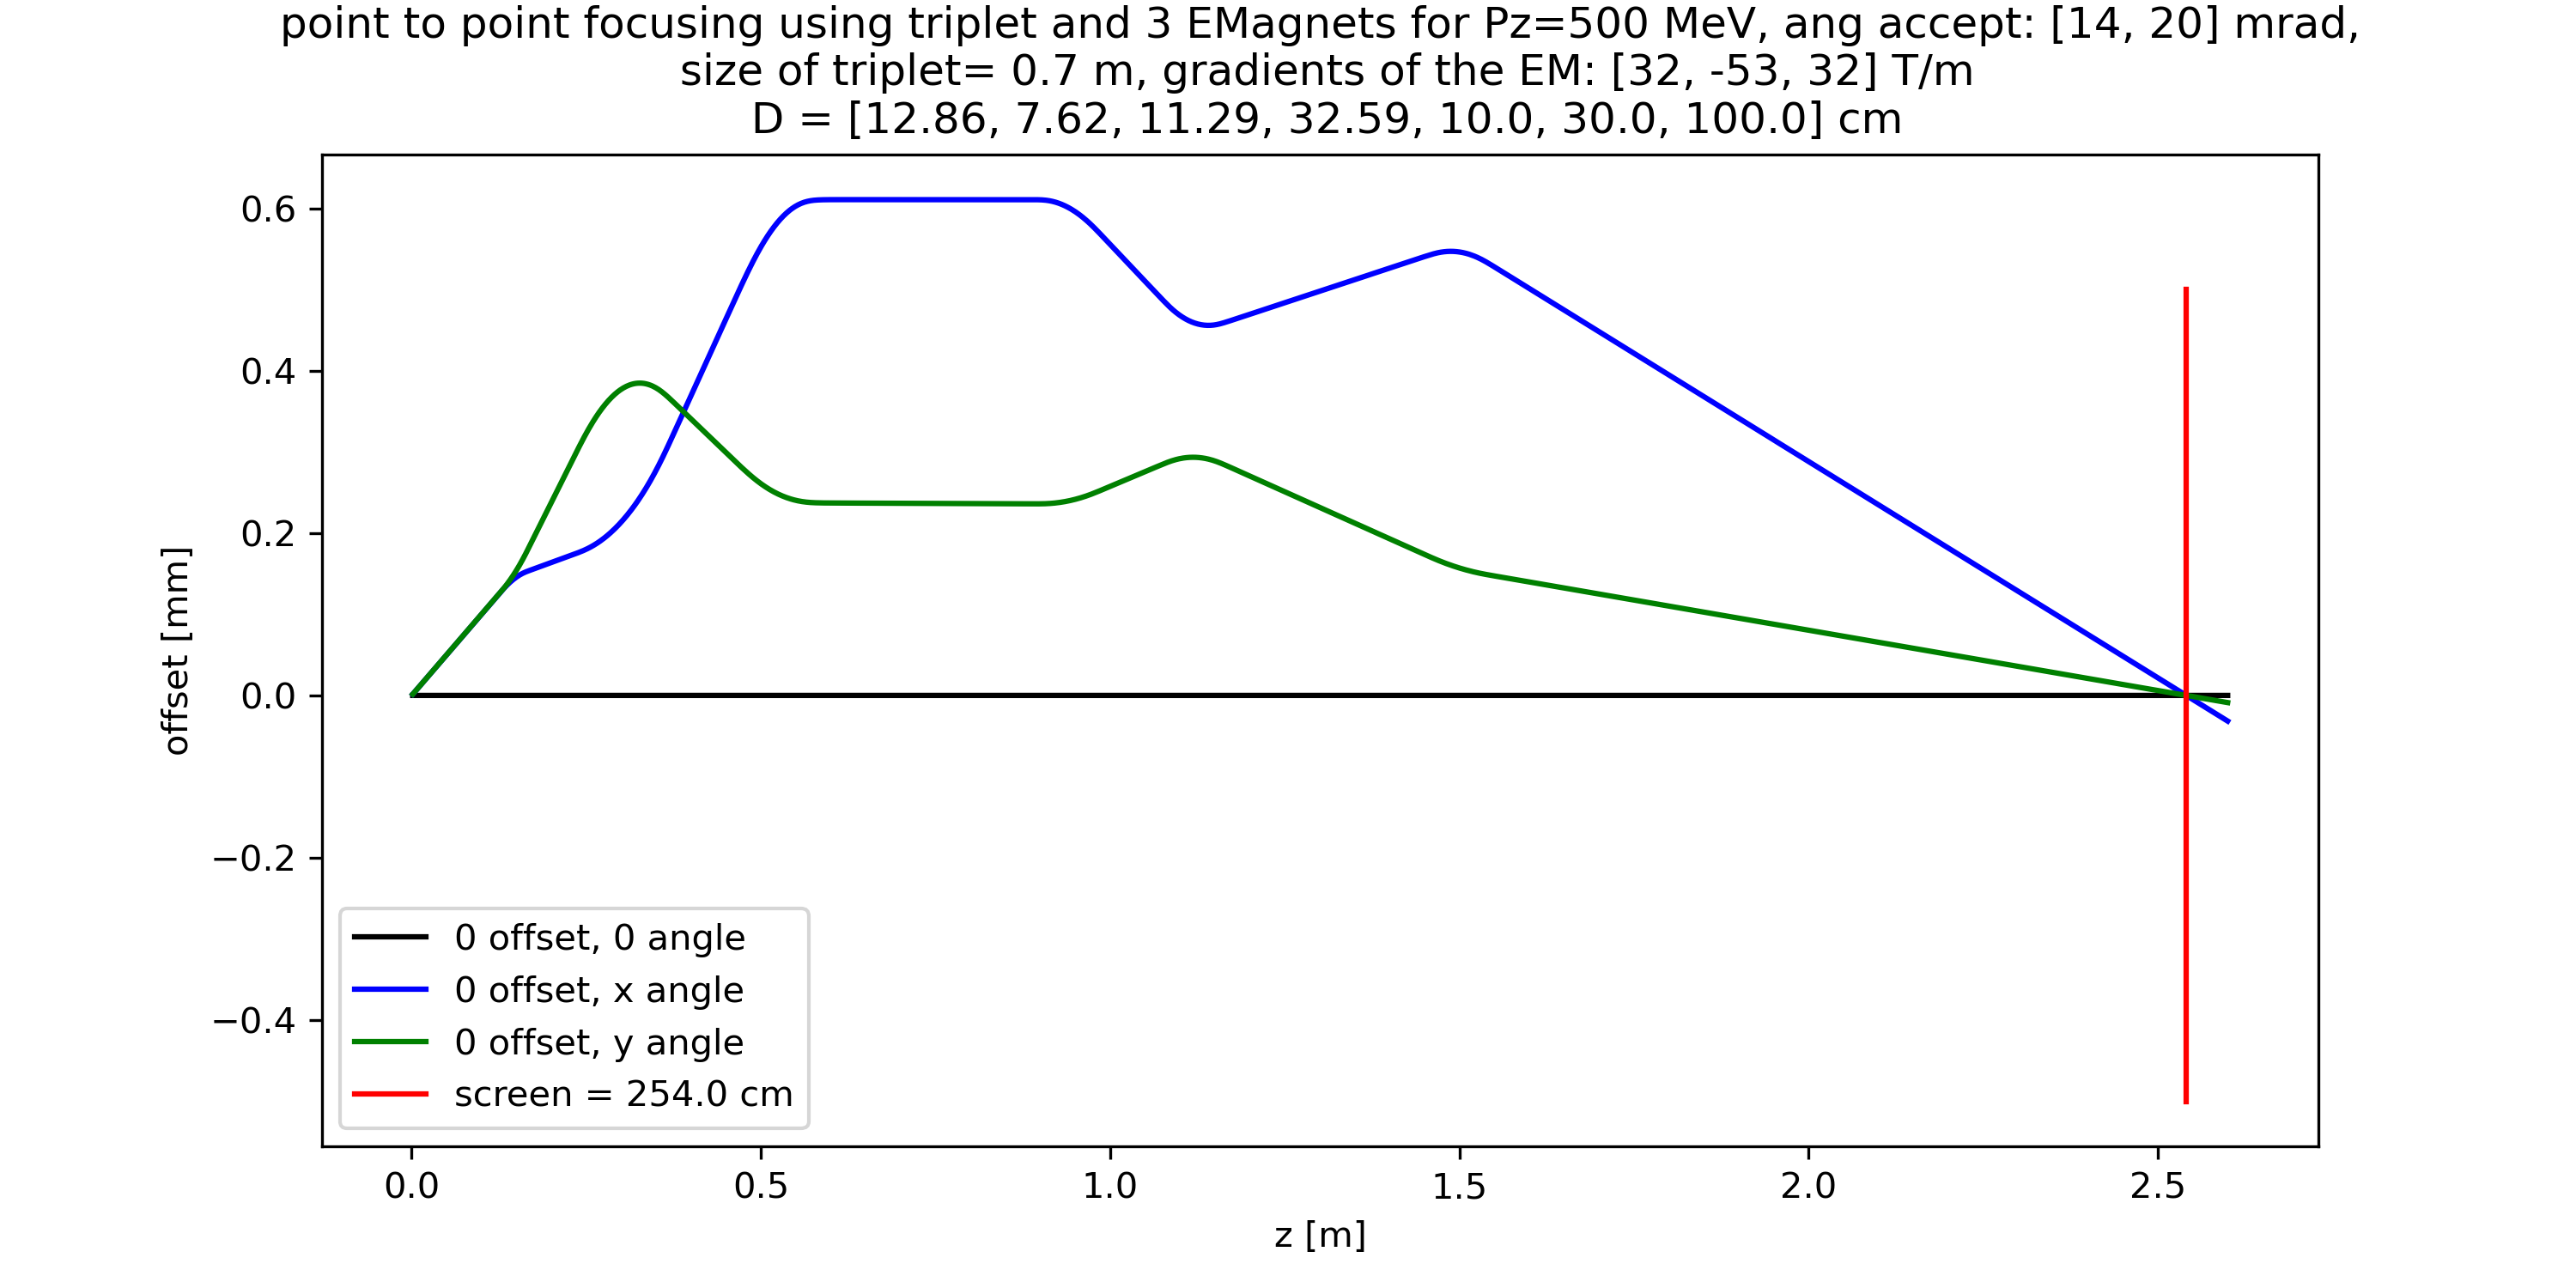 point to point focusing using triplet and 3 EMagnets for Pz=500 MeV, ang accept: [14, 20] mrad,
size of triplet= 0.7 m, gradients of the EM: [32, -53, 32] T/m
D = [12.86, 7.62, 11.29, 32.59, 10.0, 30.0, 100.0] cm
offset [mm]
0.6
0.4
0.2
0.0
−0.2
−0.4
0 offset, 0 angle
0 offset, x angle
0 offset, y angle
screen = 254.0 cm
0.0 0.5 1.0 1.5 2.0 2.5
z [m]